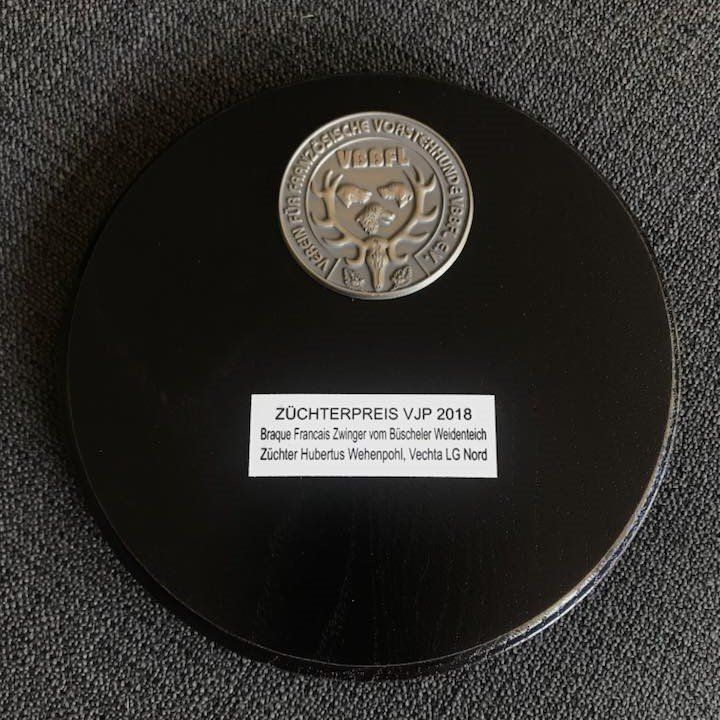 VEREIN FÜR FRANZÖSISCHE VORSTEHHUNDE VBBFL E.V.
VBBFL
ZÜCHTERPREIS VJP 2018
Braque Francais Zwinger vom Büscheler Weidenteich
Züchter Hubertus Wehenpohl, Vechta LG Nord